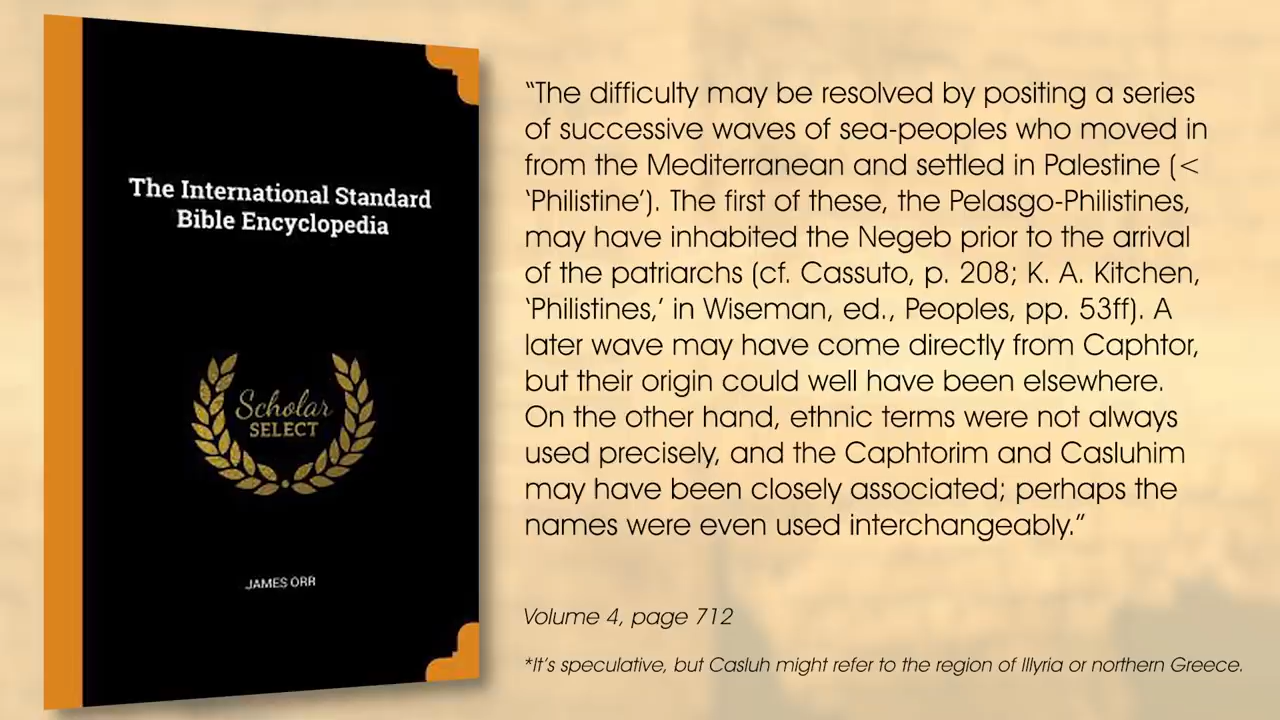 The International Standard
Bible Encyclopedia
Scholar
SELECT
JAMES ORR
“The difficulty may be resolved by positing a series
of successive waves of sea-peoples who moved in
from the Mediterranean and settled in Palestine (<
‘Philistine’). The first of these, the Pelasgo-Philistines,
may have inhabited the Negeb prior to the arrival
of the patriarchs (cf. Cassuto, p. 208; K. A. Kitchen,
‘Philistines,’ in Wiseman, ed., Peoples, pp. 53ff). A
later wave may have come directly from Caphtor,
but their origin could well have been elsewhere.
On the other hand, ethnic terms were not always
used precisely, and the Caphtorim and Casluhim
may have been closely associated; perhaps the
names were even used interchangeably.”
Volume 4, page 712
*It’s speculative, but Casluh might refer to the region of Illyria or northern Greece.